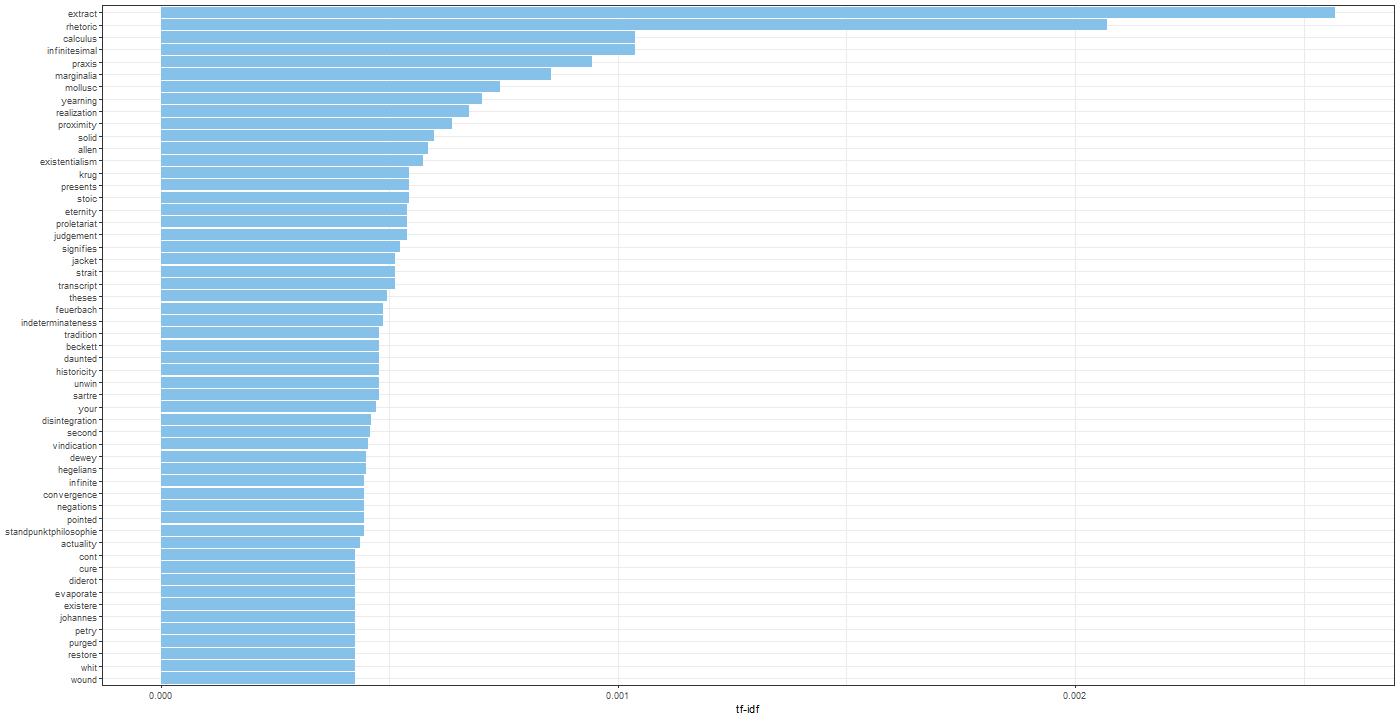 extract
rhetoric
calculus
infinitesimal
praxis
marginalia
mollusc
yearning
realization
proximity
solid
allen
existentialism
krug
presents
stoic
eternity
proletariat
judgement
signifies
jacket
strait
transcript
theses
feuerbach
indeterminateness
tradition
beckett
daunted
historicity
unwin
sartre
your
disintegration
second
vindication
dewey
hegelians
infinite
convergence
negations
pointed
standpunktphilosophie
actuality
cont
cure
diderot
evaporate
existere
johannes
petry
purged
restore
whit
wound
0.000 0.001 0.002
tf-idf